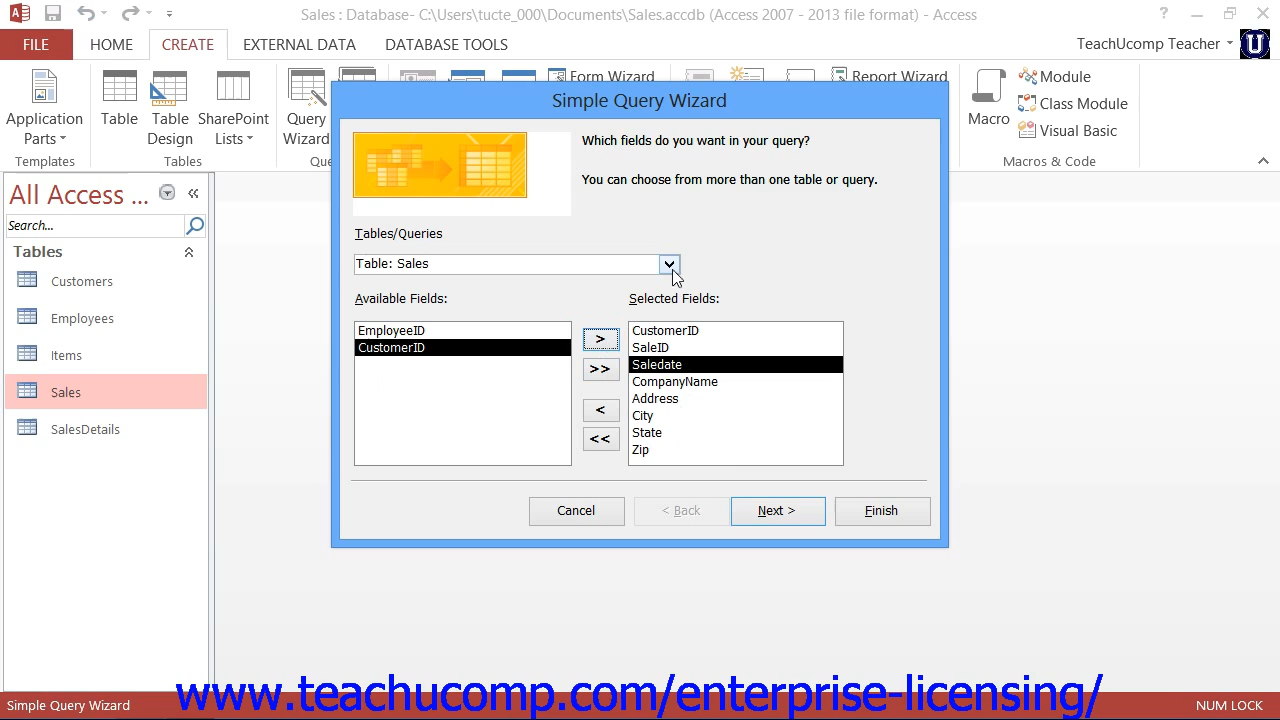 Sales : Database- C:\Users\tucte_000\Documents\Sales.accdb (Access 2007 - 2013 file format) - Access
FILE HOME CREATE EXTERNAL DATA DATABASE TOOLS TeachUcomp Teacher
Application Parts
Table
Table Design
SharePoint Lists
Query Wizard
Form Wizard
Report Wizard
Macro
Module
Class Module
Visual Basic
Templates
Tables
Qu
Macros & Code
All Access ...
Search...
Tables
Customers
Employees
Items
Sales
SalesDetails
Simple Query Wizard
Which fields do you want in your query?
You can choose from more than one table or query.
Tables/Queries
Table: Sales
Available Fields:
EmployeeID
CustomerID
>
>>
<
<<
Selected Fields:
CustomerID
SaleID
Saledate
CompanyName
Address
City
State
Zip
Cancel < Back Next > Finish
www.teachucomp.com/enterprise-licensing/
Simple Query Wizard NUM LOCK